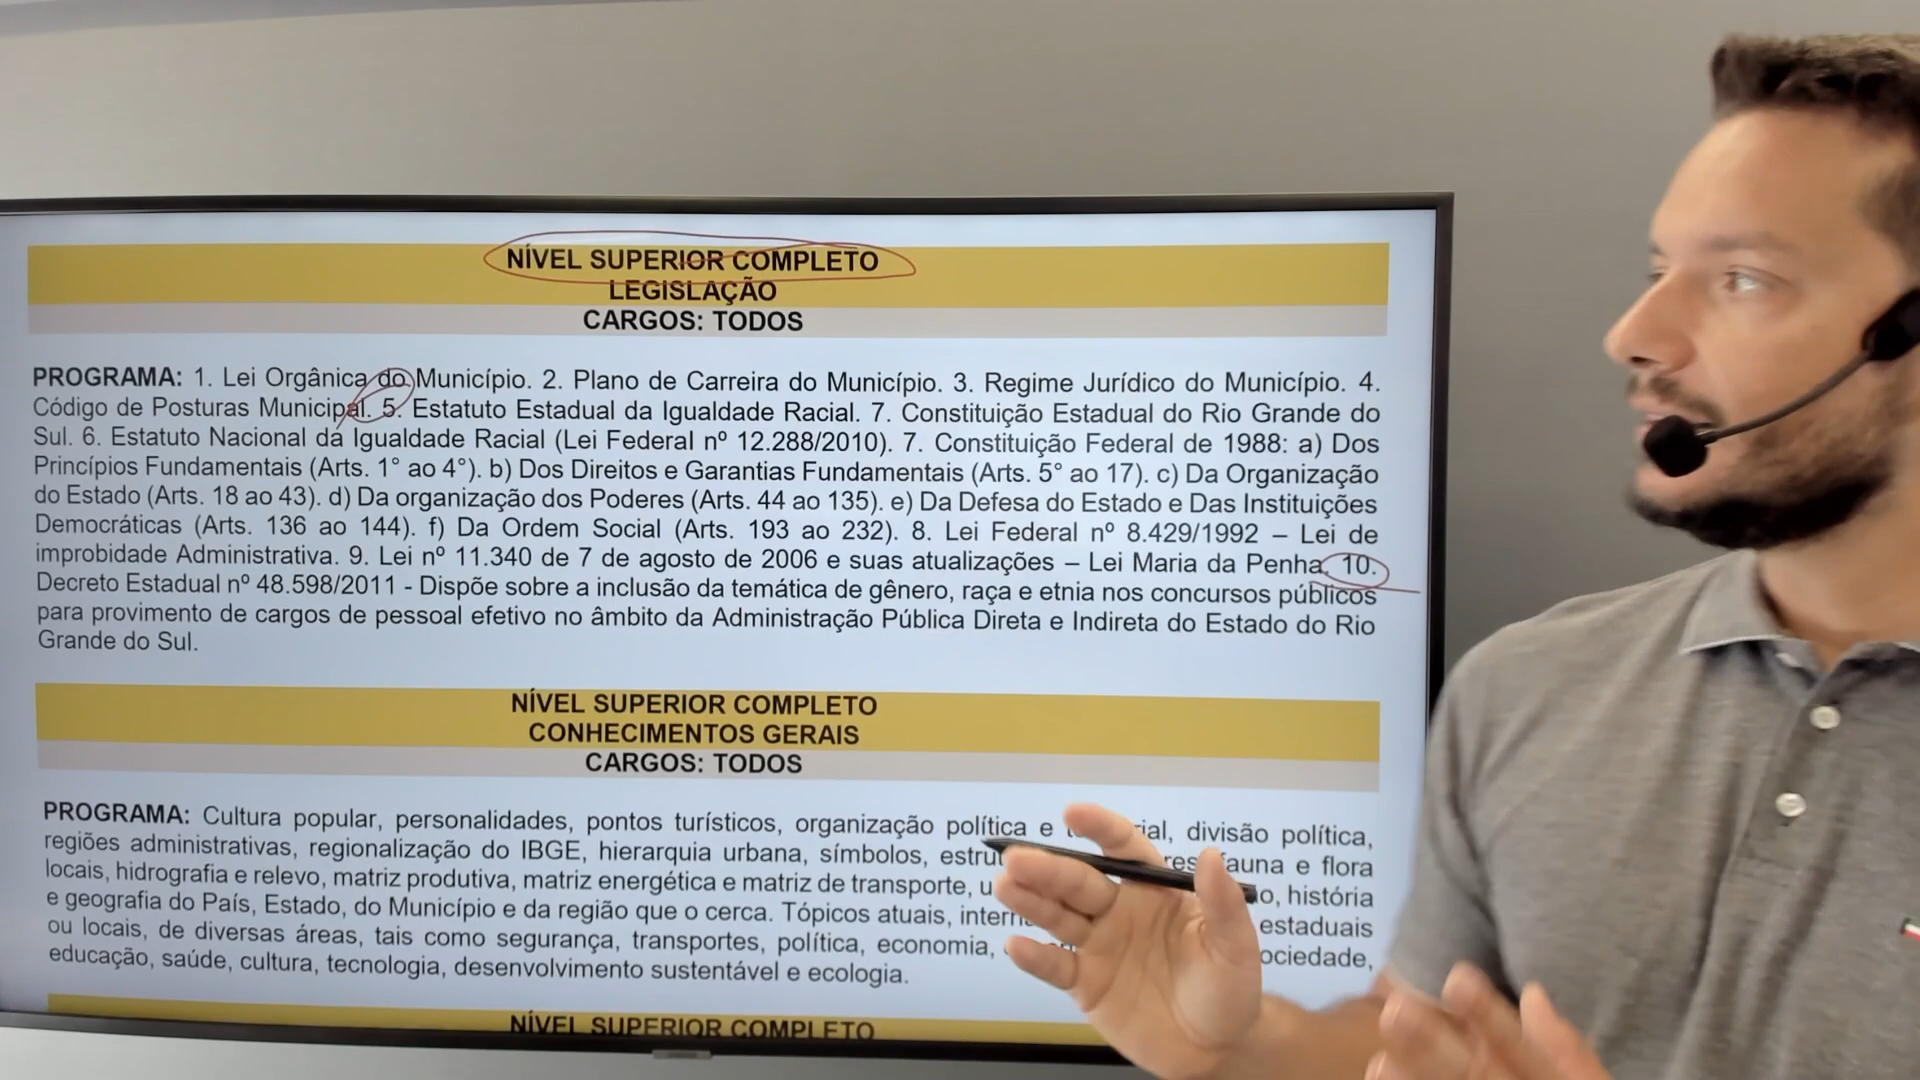 NÍVEL SUPERIOR COMPLETO
LEGISLAÇÃO
CARGOS: TODOS
PROGRAMA: 1. Lei Orgânica do Município. 2. Plano de Carreira do Município. 3. Regime Jurídico do Município. 4.
Código de Posturas Municipal. 5. Estatuto Estadual da Igualdade Racial. 7. Constituição Estadual do Rio Grande do
Sul. 6. Estatuto Nacional da Igualdade Racial (Lei Federal nº 12.288/2010). 7. Constituição Federal de 1988: a) Dos
Princípios Fundamentais (Arts. 1° ao 4°). b) Dos Direitos e Garantias Fundamentais (Arts. 5° ao 17). c) Da Organização
do Estado (Arts. 18 ao 43). d) Da organização dos Poderes (Arts. 44 ao 135). e) Da Defesa do Estado e Das Instituições
Democráticas (Arts. 136 ao 144). f) Da Ordem Social (Arts. 193 ao 232). 8. Lei Federal nº 8.429/1992 – Lei de
improbidade Administrativa. 9. Lei nº 11.340 de 7 de agosto de 2006 e suas atualizações – Lei Maria da Penha. 10.
Decreto Estadual nº 48.598/2011 - Dispõe sobre a inclusão da temática de gênero, raça e etnia nos concursos públicos
para provimento de cargos de pessoal efetivo no âmbito da Administração Pública Direta e Indireta do Estado do Rio
Grande do Sul.
NÍVEL SUPERIOR COMPLETO
CONHECIMENTOS GERAIS
CARGOS: TODOS
PROGRAMA: Cultura popular, personalidades, pontos turísticos, organização política e divisão política,
regiões administrativas, regionalização do IBGE, hierarquia urbana, símbolos, fauna e flora
locais, hidrografia e relevo, matriz produtiva, matriz energética e matriz de transporte, história
e geografia do País, Estado, do Município e da região que o cerca. Tópicos atuais, estaduais
ou locais, de diversas áreas, tais como segurança, transportes, política, economia,
educação, saúde, cultura, tecnologia, desenvolvimento sustentável e ecologia.
NÍVEL SUPERIOR COMPLETO